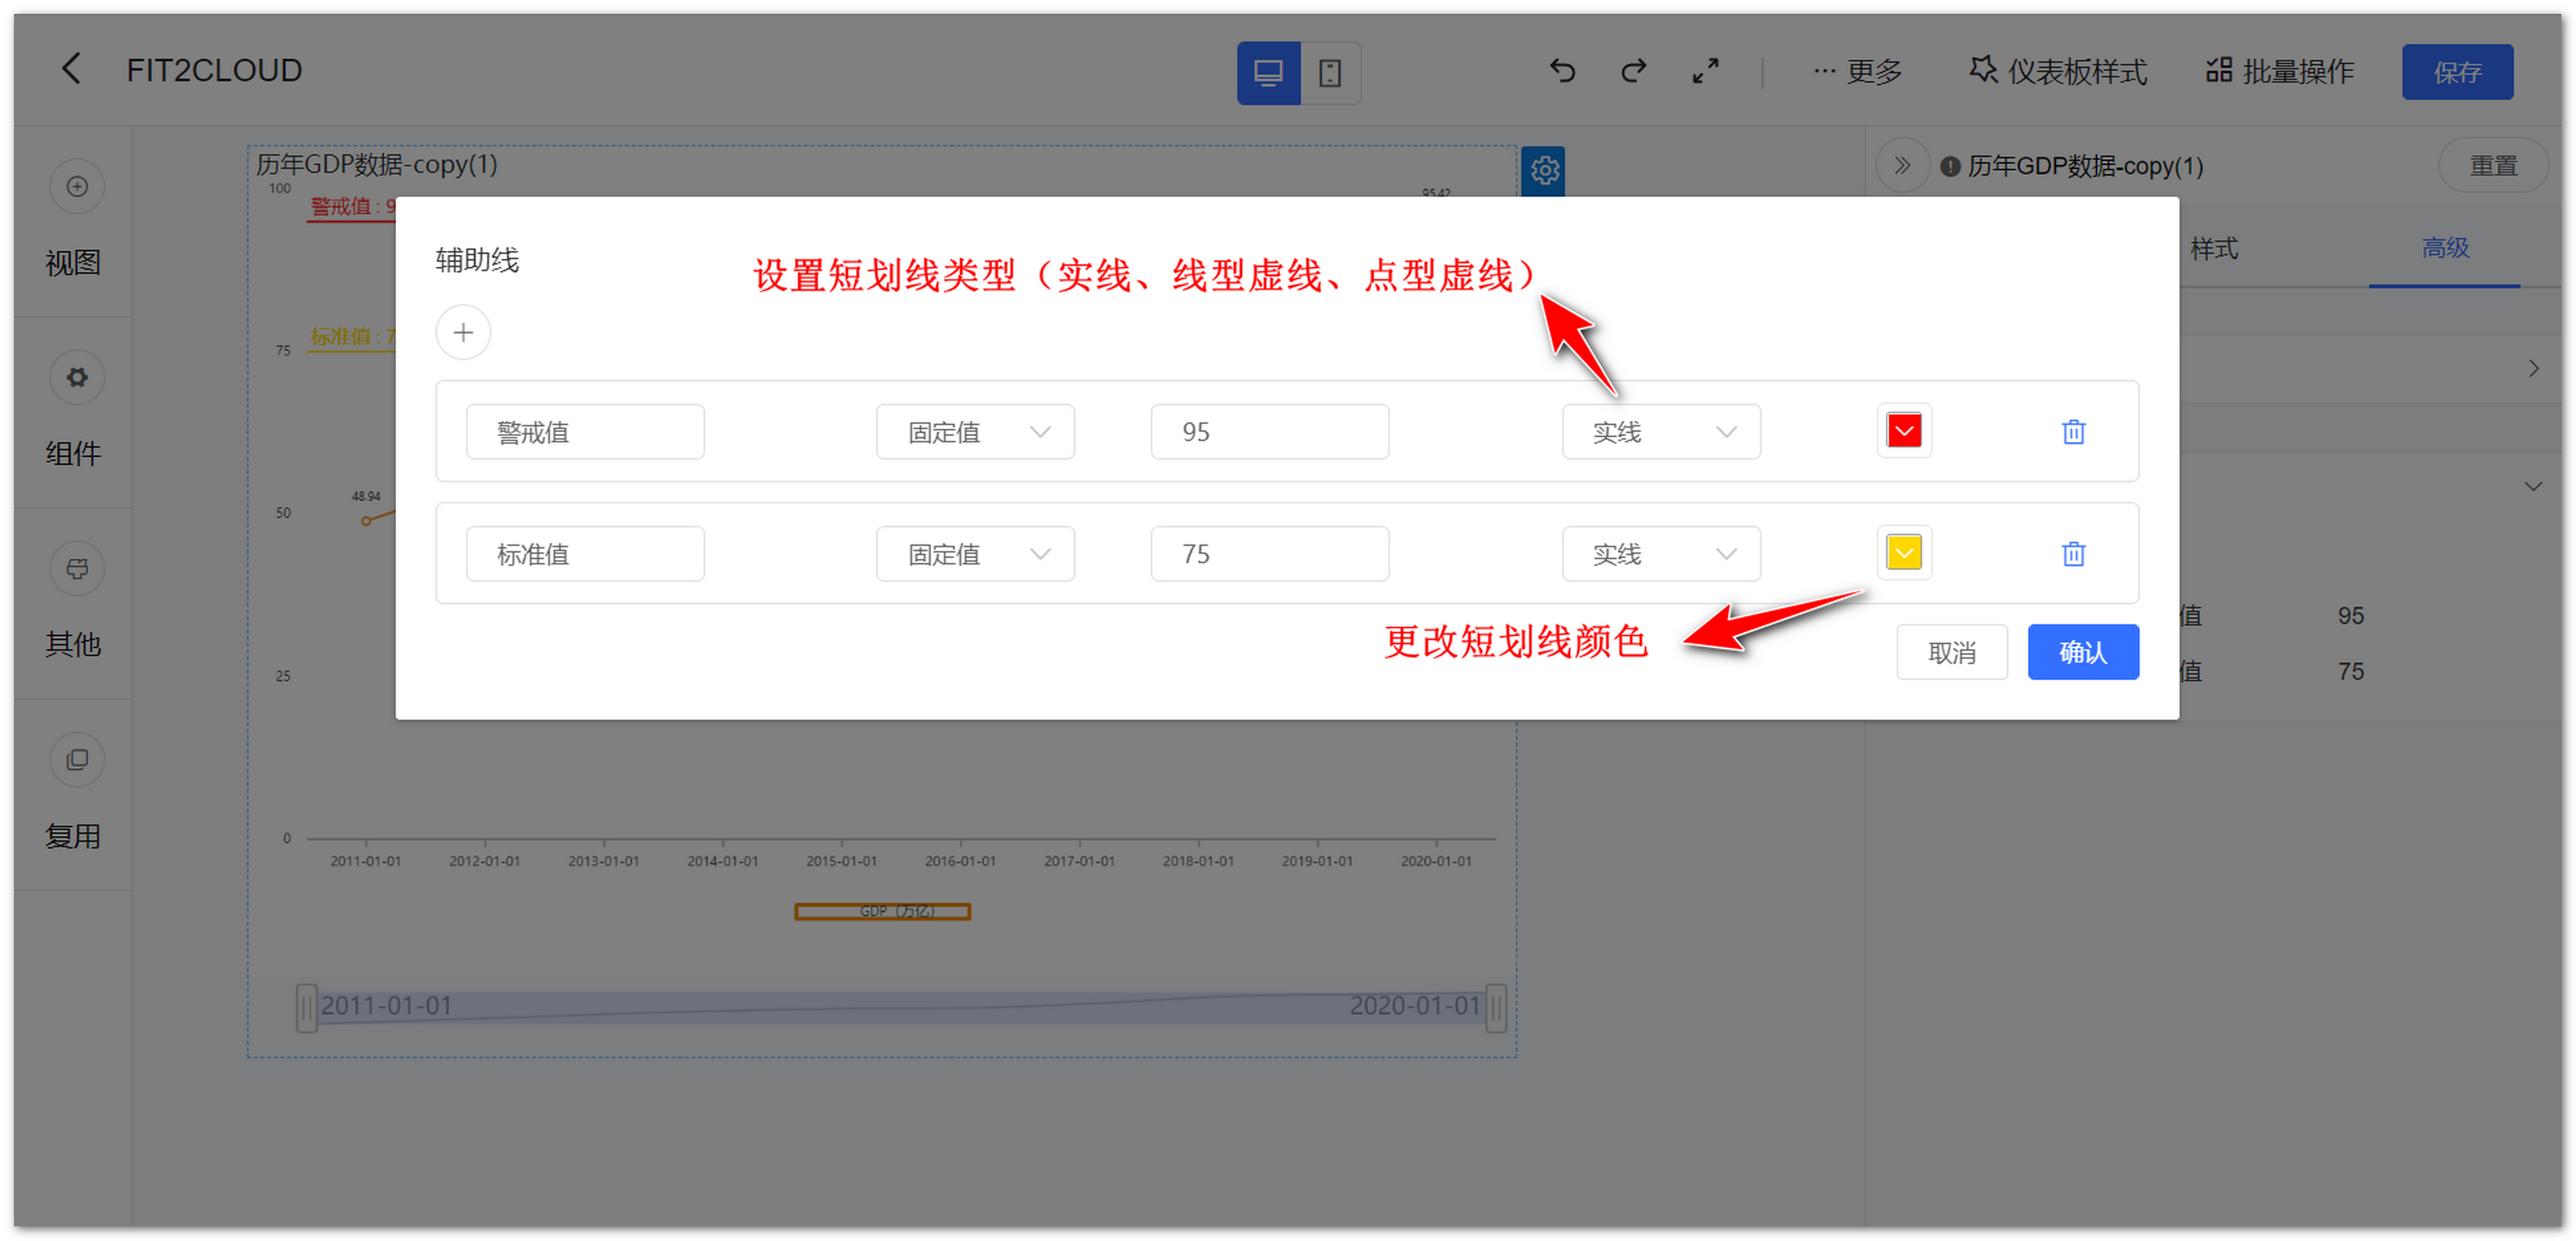 FIT2CLOUD
更多
仪表板样式
批量操作
保存
视图
组件
其他
复用
历年GDP数据-copy(1)
100
95.42
警戒值 : 9
标准值 : 7
75
48.94
50
25
0
2011-01-01
2012-01-01
2013-01-01
2014-01-01
2015-01-01
2016-01-01
2017-01-01
2018-01-01
2019-01-01
2020-01-01
GDP（万亿）
2011-01-01
2020-01-01
辅助线
设置短划线类型（实线、线型虚线、点型虚线）
警戒值
固定值
95
实线
标准值
固定值
75
实线
更改短划线颜色
取消
确认
历年GDP数据-copy(1)
重置
样式
高级
值
95
值
75